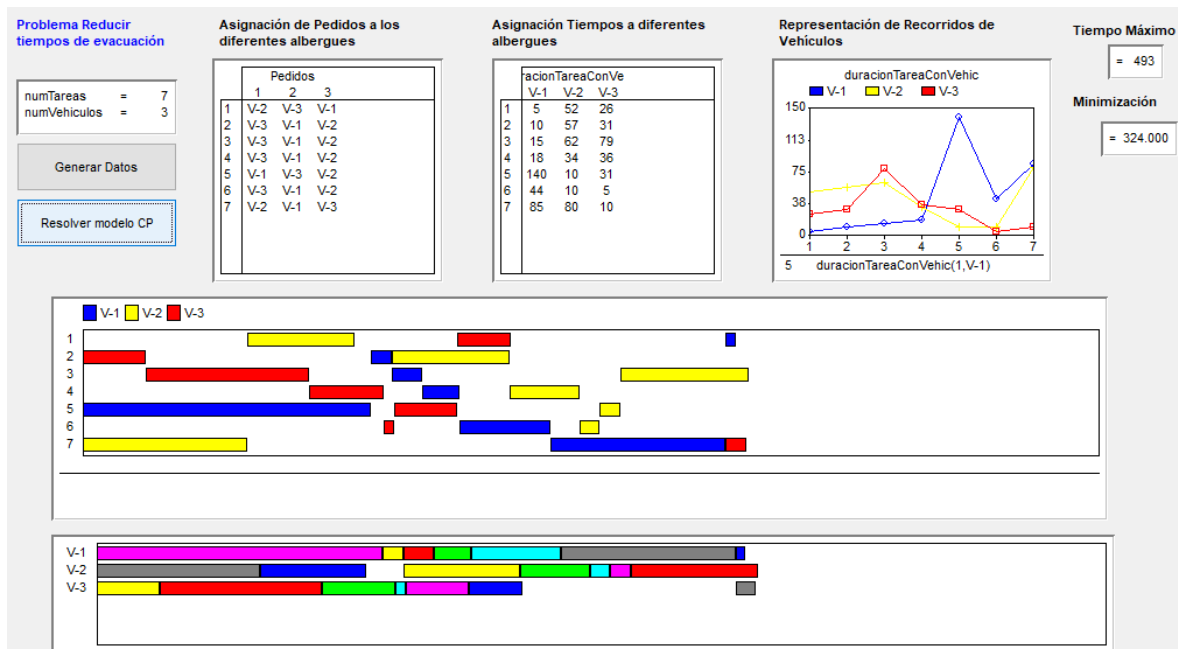 Problema Reducir
tiempos de evacuación
numTareas = 7
numVehiculos = 3
Generar Datos
Resolver modelo CP
Asignación de Pedidos a los
diferentes albergues
Pedidos
1 2 3
1 V-2 V-3 V-1
2 V-3 V-1 V-2
3 V-3 V-1 V-2
4 V-3 V-1 V-2
5 V-1 V-3 V-2
6 V-3 V-1 V-2
7 V-2 V-1 V-3
Asignación Tiempos a diferentes
albergues
racionTareaConVe
V-1 V-2 V-3
1 5 52 26
2 10 57 31
3 15 62 79
4 18 34 36
5 140 10 31
6 44 10 5
7 85 80 10
Representación de Recorridos de
Vehículos
duracionTareaConVehic
V-1 V-2 V-3
150
113
75
38
0
1 2 3 4 5 6 7
5 duracionTareaConVehic(1,V-1)
Tiempo Máximo
= 493
Minimización
= 324.000
V-1 V-2 V-3
1
2
3
4
5
6
7
V-1
V-2
V-3